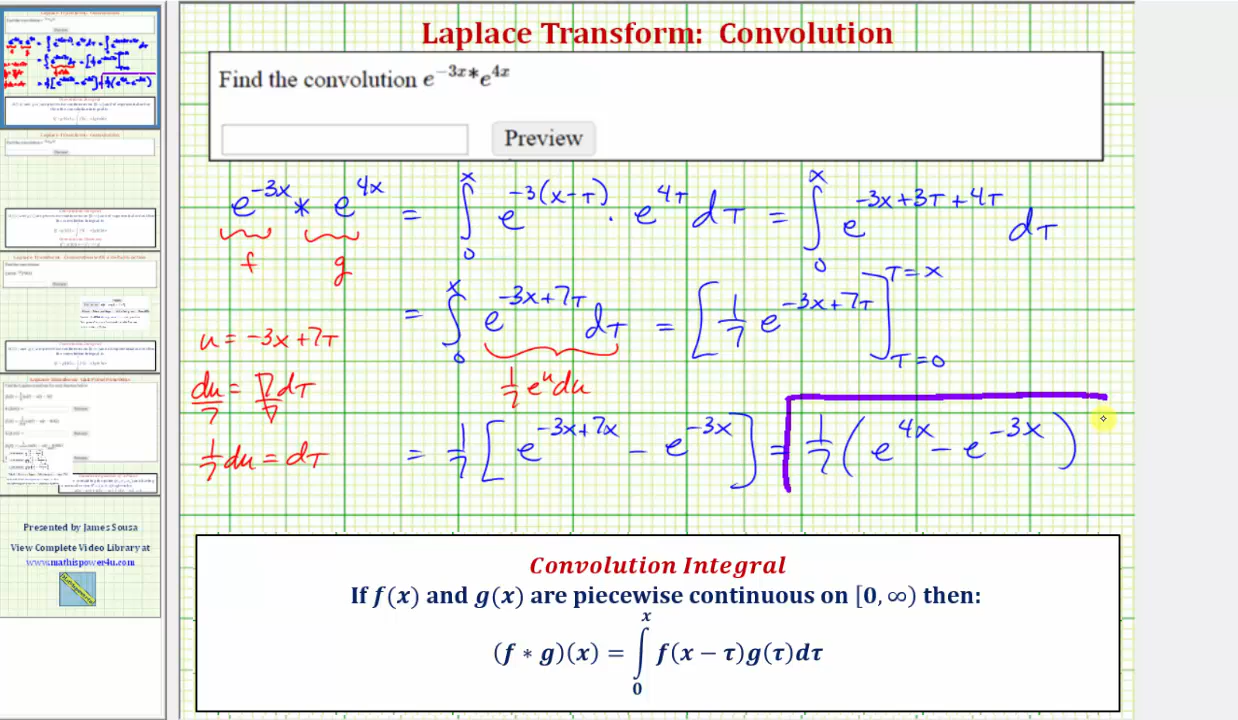 Laplace Transform: Convolution
Find the convolution e^{-3x}*e^{4x}
Preview
e^{-3x} * e^{4x} = ∫_0^x e^{-3(x-τ)} · e^{4τ} dτ = ∫_0^x e^{-3x+3τ+4τ} dτ
f g
= ∫_0^x e^{-3x+7τ} dτ = [1/7 e^{-3x+7τ}]_{τ=0}^{τ=x}
u = -3x+7τ
du/7 = 7/7 dτ
1/7 e^u du
1/7 du = dτ
= 1/7 [e^{-3x+7x} - e^{-3x}] = 1/7 (e^{4x} - e^{-3x})
Convolution Integral
If f(x) and g(x) are piecewise continuous on [0, ∞) then:
(f * g)(x) = ∫_0^x f(x − τ)g(τ)dτ
Presented by James Sousa
View Complete Video Library at
www.mathispower4u.com